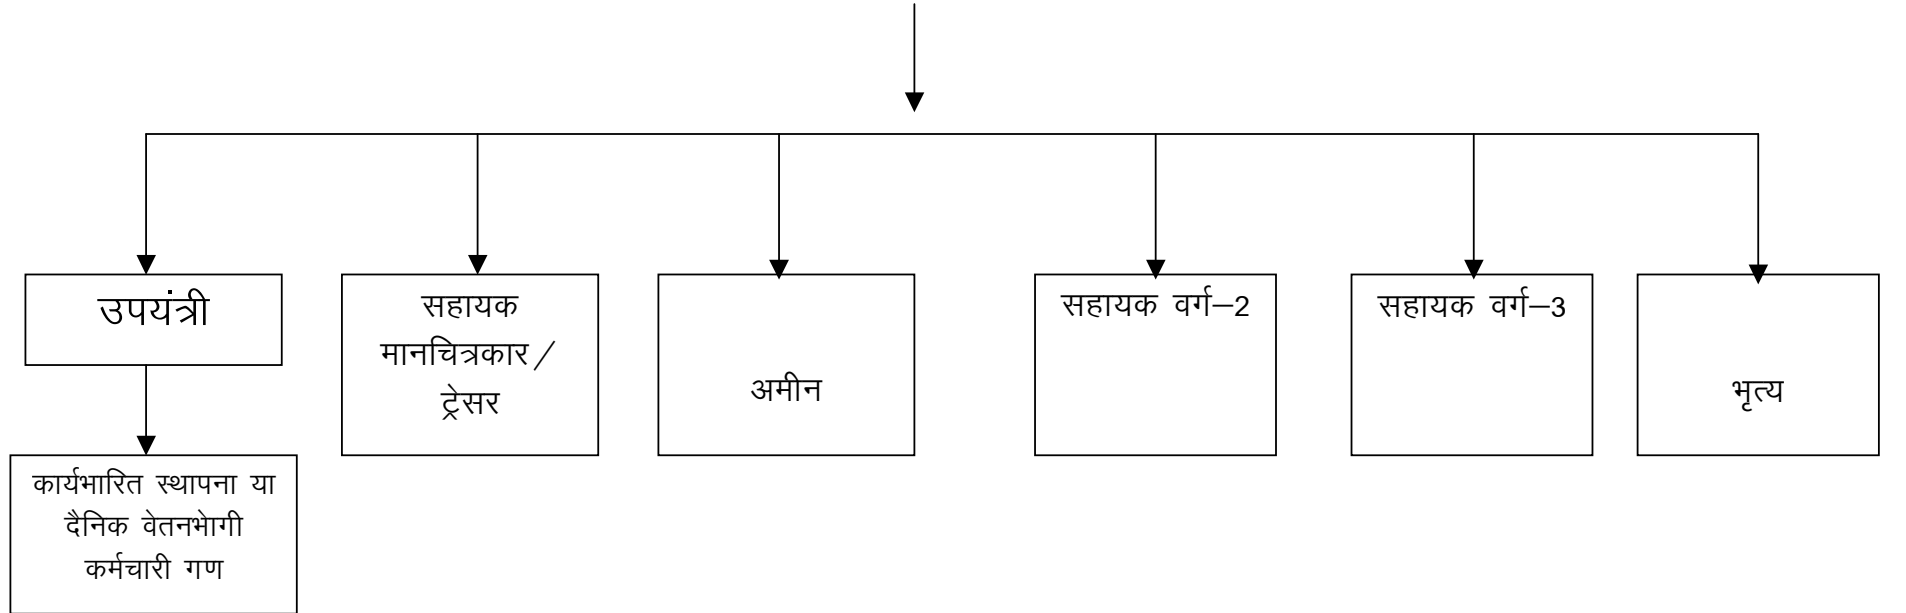 उपयंत्री
सहायक
मानचित्रकार/
ट्रेसर
अमीन
सहायक वर्ग–2
सहायक वर्ग–3
भृत्य
कार्यभारित स्थापना या
दैनिक वेतनभेागी
कर्मचारी गण